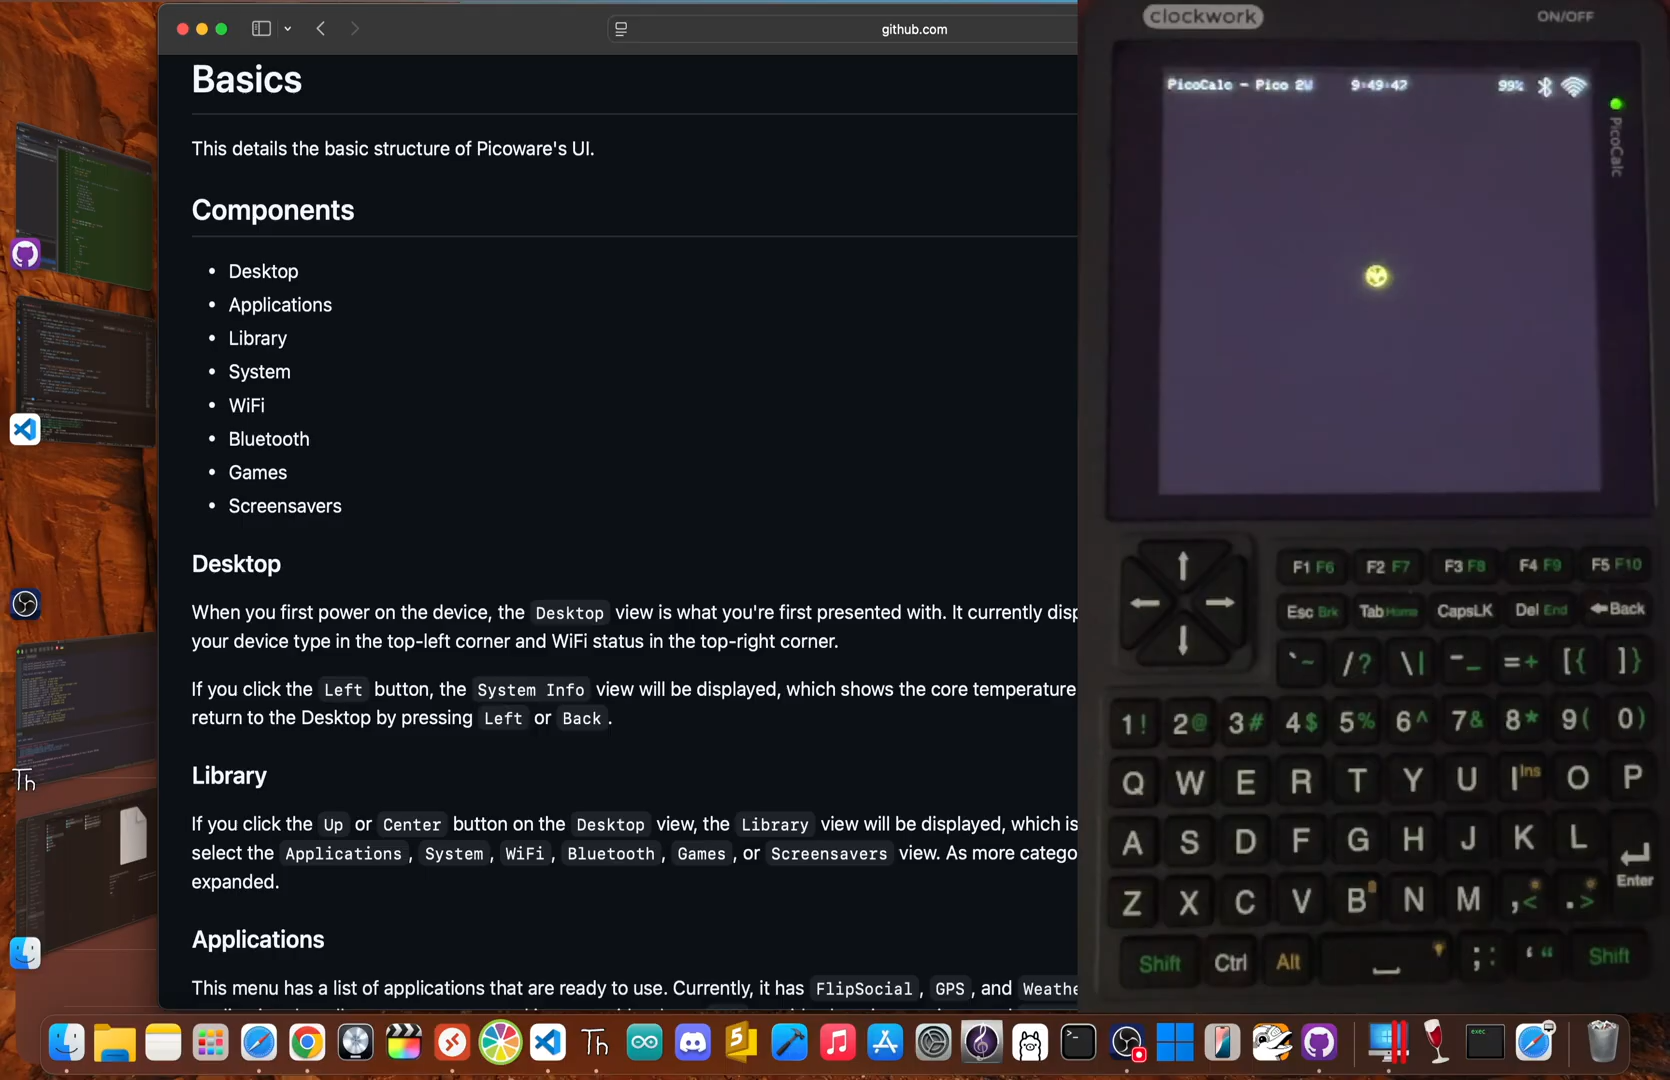 github.com
Basics
This details the basic structure of Picoware's UI.
Components
• Desktop
• Applications
• Library
• System
• WiFi
• Bluetooth
• Games
• Screensavers
Desktop
When you first power on the device, the Desktop view is what you're first presented with. It currently disp
your device type in the top-left corner and WiFi status in the top-right corner.
If you click the Left button, the System Info view will be displayed, which shows the core temperature
return to the Desktop by pressing Left or Back.
Library
If you click the Up or Center button on the Desktop view, the Library view will be displayed, which is
select the Applications, System, WiFi, Bluetooth, Games, or Screensavers view. As more catego
expanded.
Applications
This menu has a list of applications that are ready to use. Currently, it has FlipSocial, GPS, and Weathe
clockwork
ON/OFF
PicoCalc - Pico 2W 9:49:47 99%
PicoCalc
F1 F6 F2 F7 F3 F8 F4 F9 F5 F10
Esc Brk Tab Home CapsLK Del End Back
`~ /? \| -_ =+ [{ ]}
1! 2@ 3# 4$ 5% 6^ 7& 8* 9( 0)
Q W E R T Y U I Ins O P
A S D F G H J K L
Enter
Z X C V B N M ,< .>
Shift Ctrl Alt ;: '" Shift
Th
Th
exec